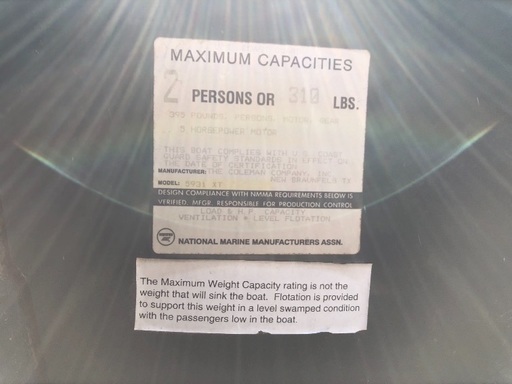 MAXIMUM CAPACITIES
2 PERSONS OR 310 LBS.
POUNDS, PERSONS, MOTOR, GEAR
HORSEPOWER MOTOR
THIS BOAT COMPLIES WITH U.S. COAST
GUARD SAFETY STANDARDS IN EFFECT ON
THE DATE OF CERTIFICATION
MANUFACTURER: THE COLEMAN COMPANY, INC
NEW BRAUNFELS TX
MODEL: 5931
DESIGN COMPLIANCE WITH NMMA REQUIREMENTS BELOW IS
VERIFIED. MFGR. RESPONSIBLE FOR PRODUCTION CONTROL.
LOAD & H.P. CAPACITY
VENTILATION • LEVEL FLOTATION
NATIONAL MARINE MANUFACTURERS ASSN.
The Maximum Weight Capacity rating is not the
weight that will sink the boat. Flotation is provided
to support this weight in a level swamped condition
with the passengers low in the boat.